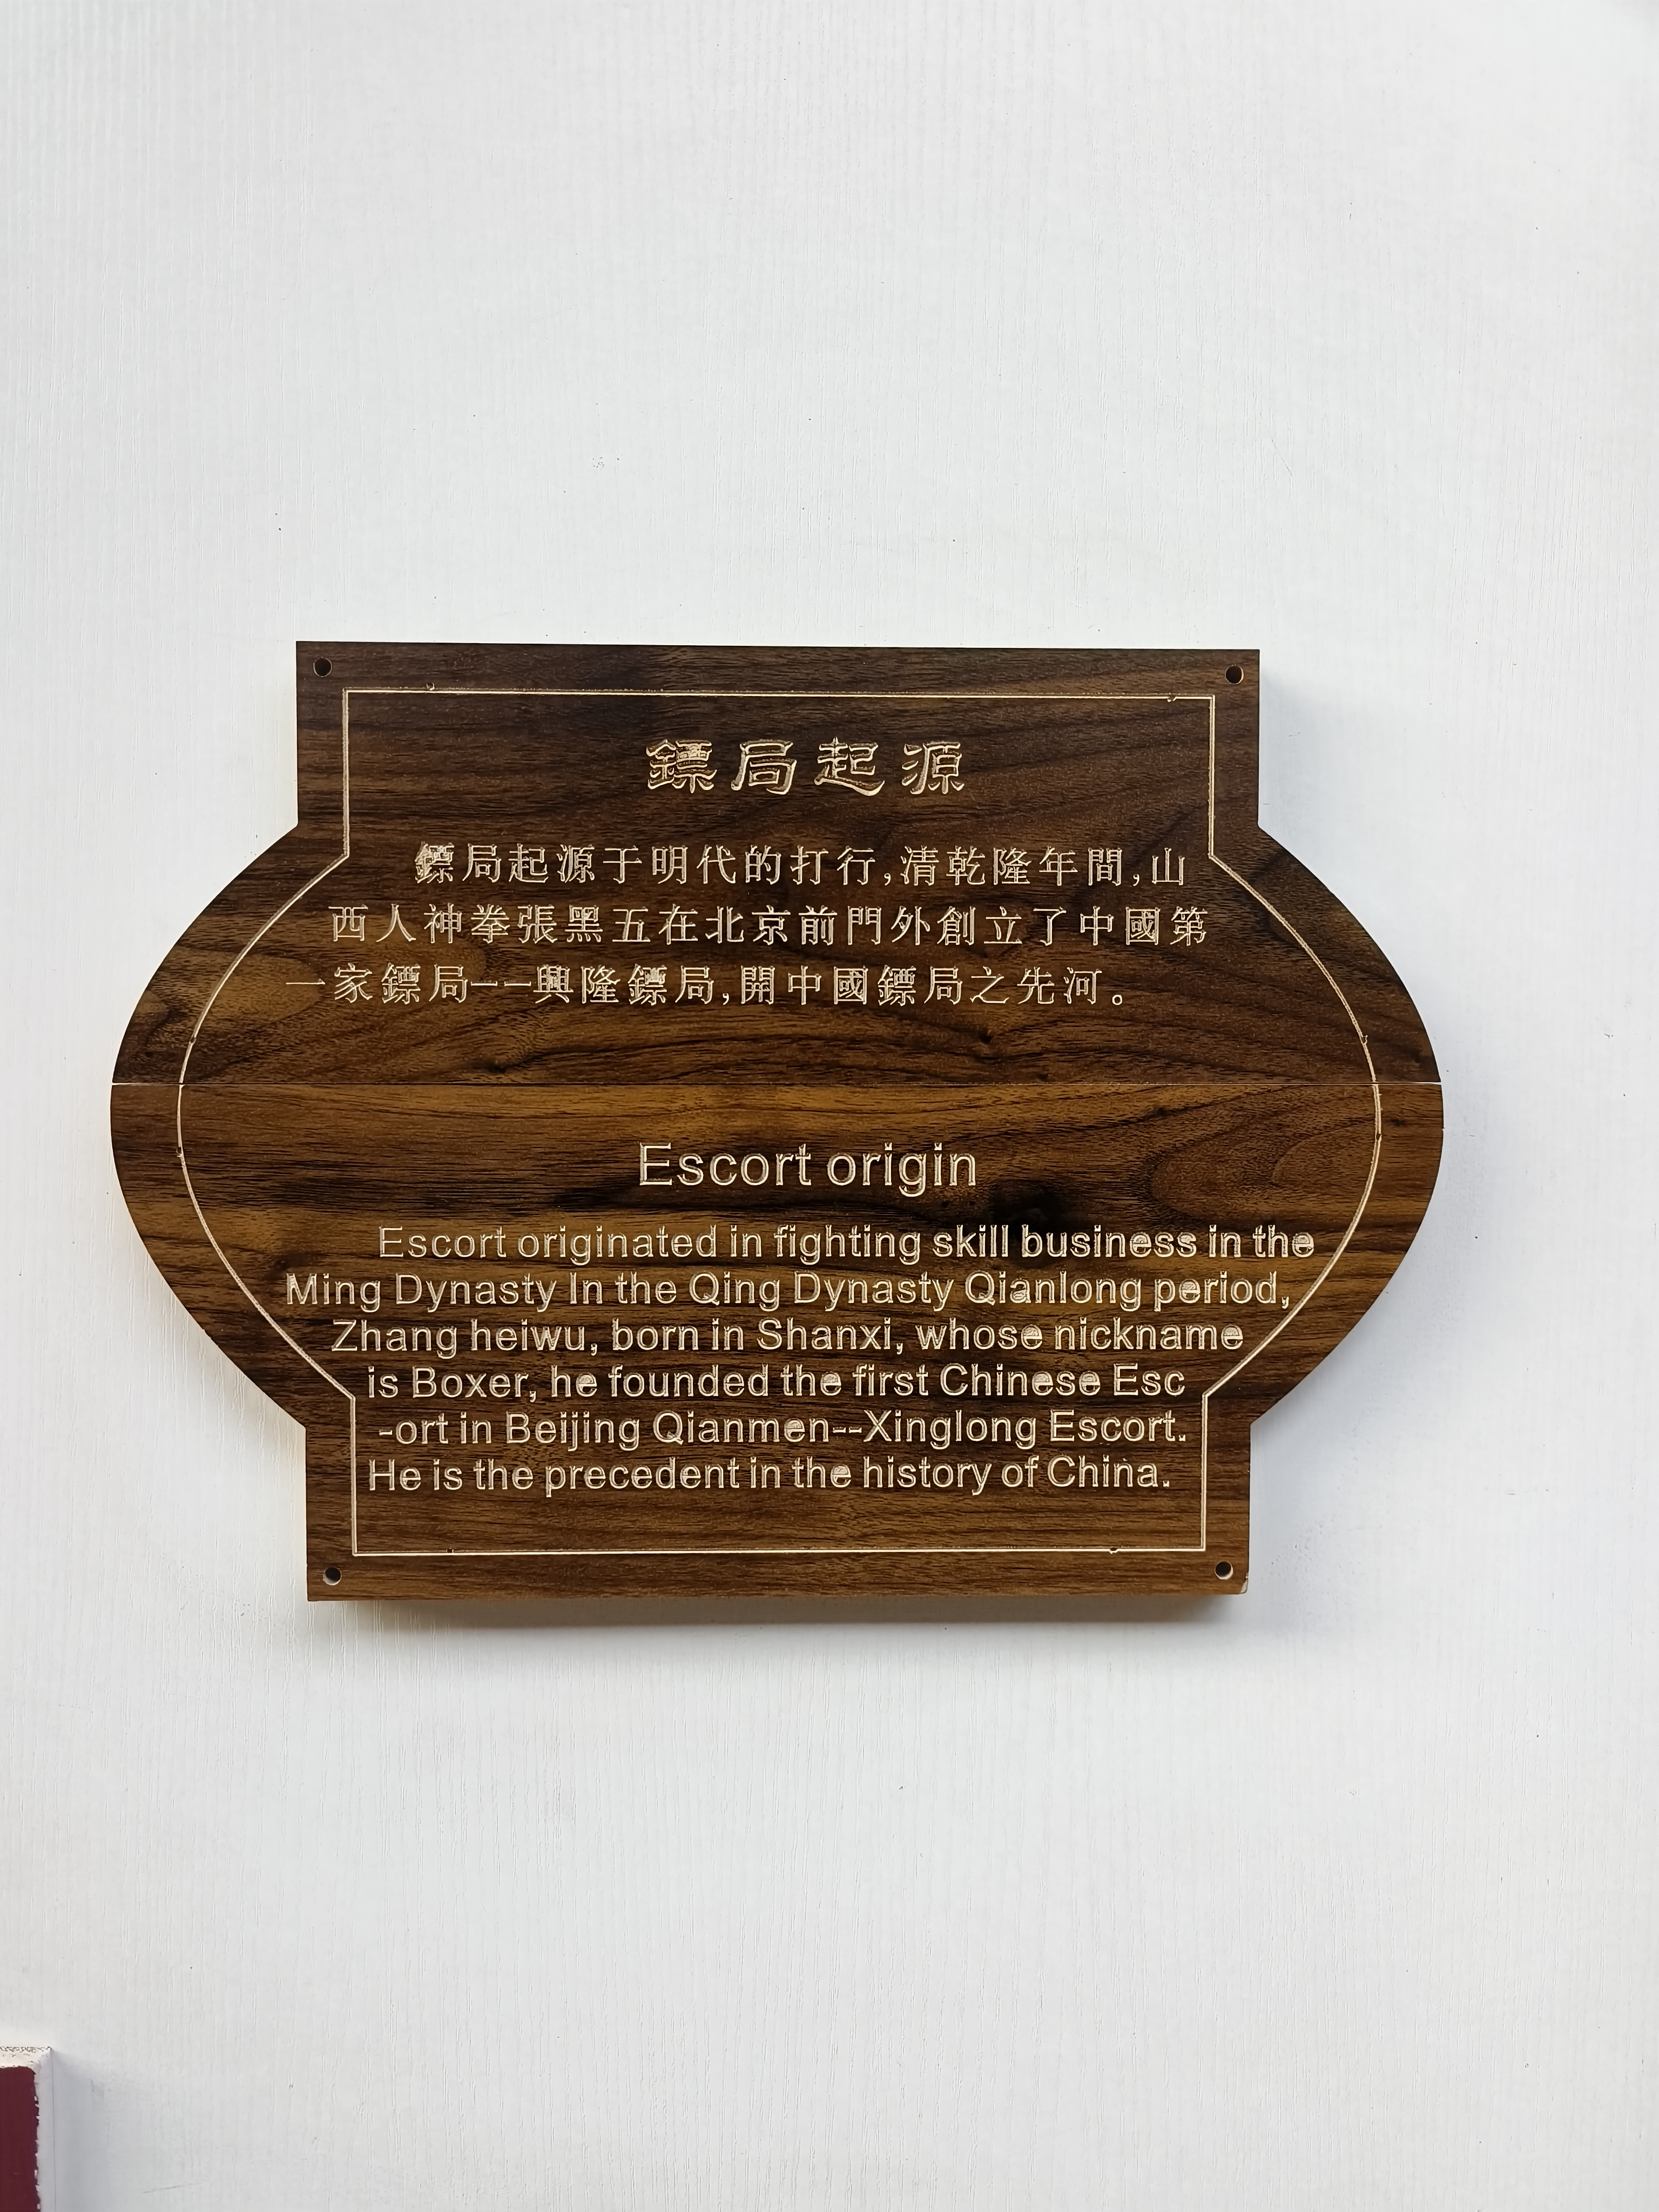 鏢局起源
鏢局起源于明代的打行,清乾隆年間,山
西人神拳張黑五在北京前門外創立了中國第
一家鏢局--興隆鏢局,開中國鏢局之先河。
Escort origin
Escort originated in fighting skill business in the
Ming Dynasty In the Qing Dynasty Qianlong period,
Zhang heiwu, born in Shanxi, whose nickname
is Boxer, he founded the first Chinese Esc
-ort in Beijing Qianmen--Xinglong Escort.
He is the precedent in the history of China.